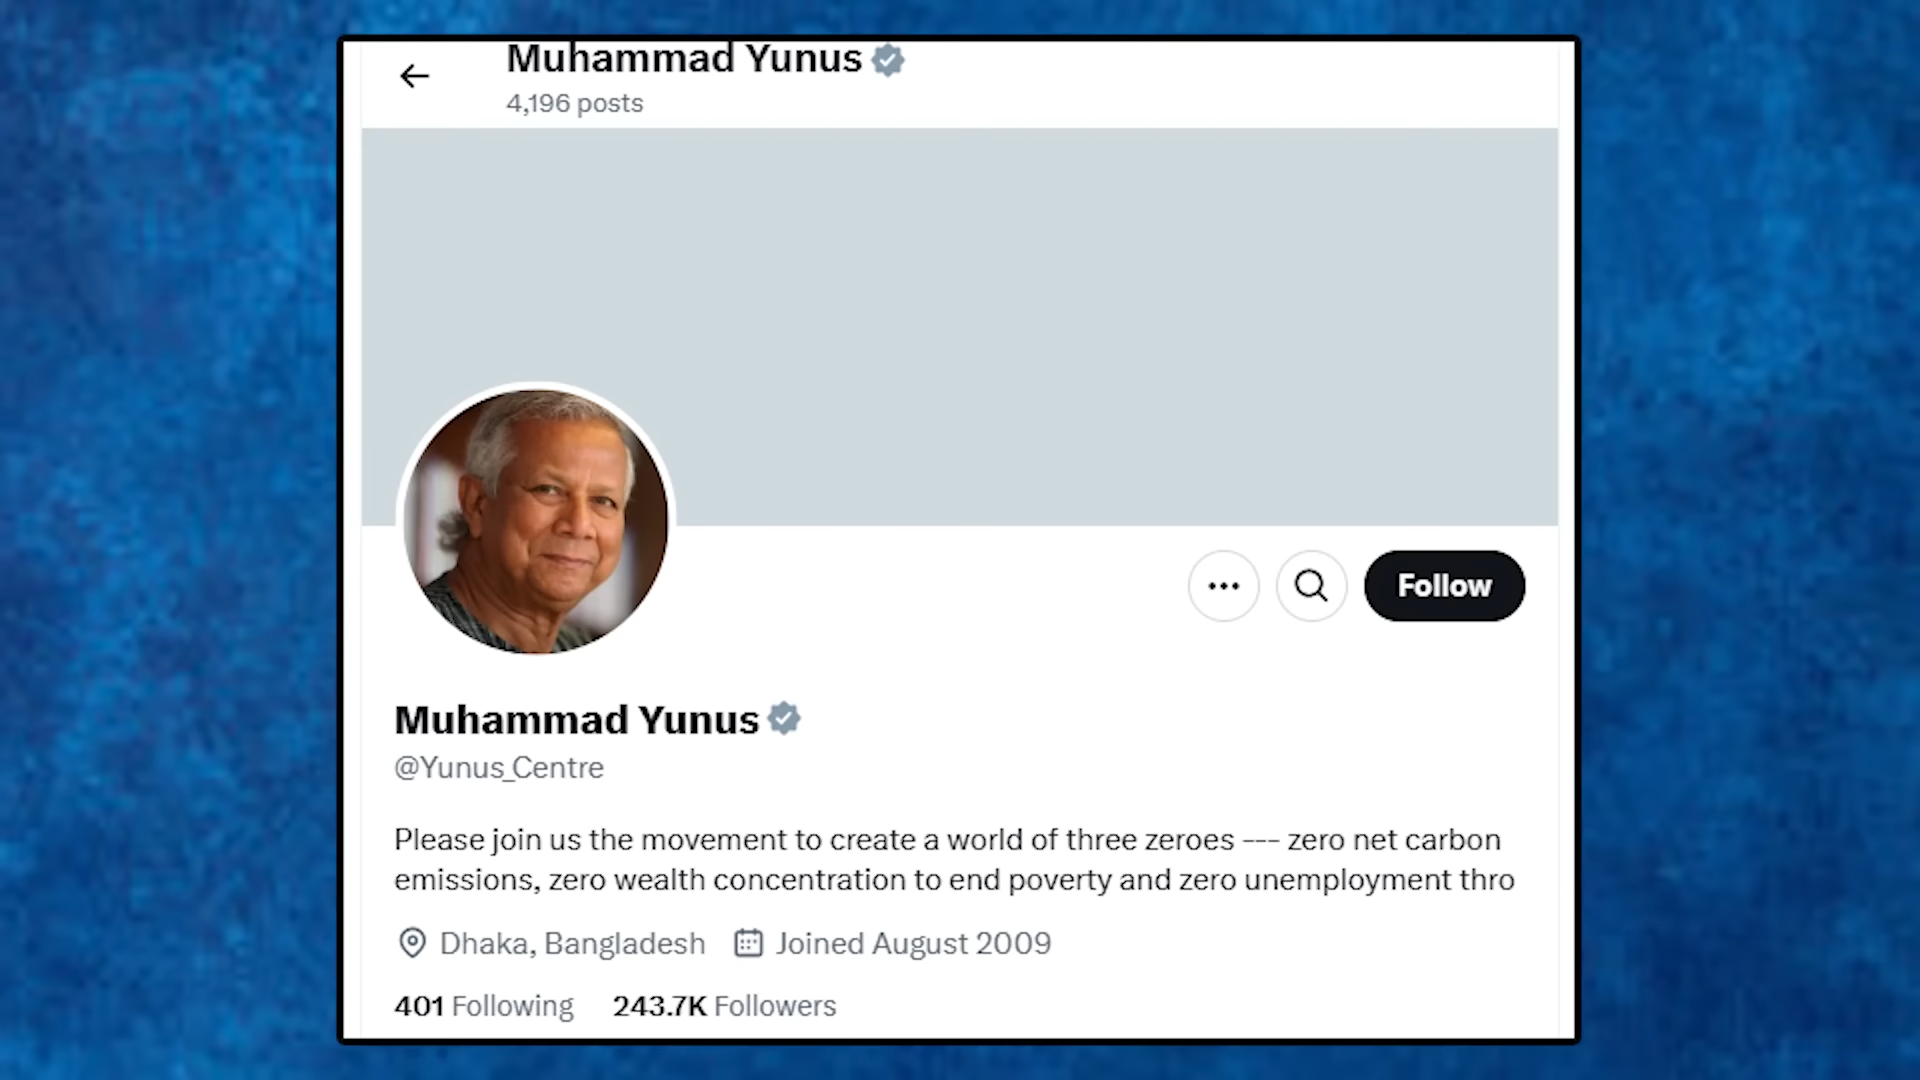 Muhammad Yunus
4,196 posts
Follow
Muhammad Yunus
@Yunus_Centre
Please join us the movement to create a world of three zeroes --- zero net carbon
emissions, zero wealth concentration to end poverty and zero unemployment thro
Dhaka, Bangladesh Joined August 2009
401 Following 243.7K Followers